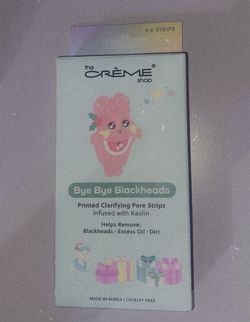 6 STRIPS
The
CRÈME®
shop
Bye Bye Blackheads
Printed Clarifying Pore Strips
Infused with Kaolin
Helps Remove:
Blackheads · Excess Oil · Dirt
MADE IN KOREA | CRUELTY-FREE